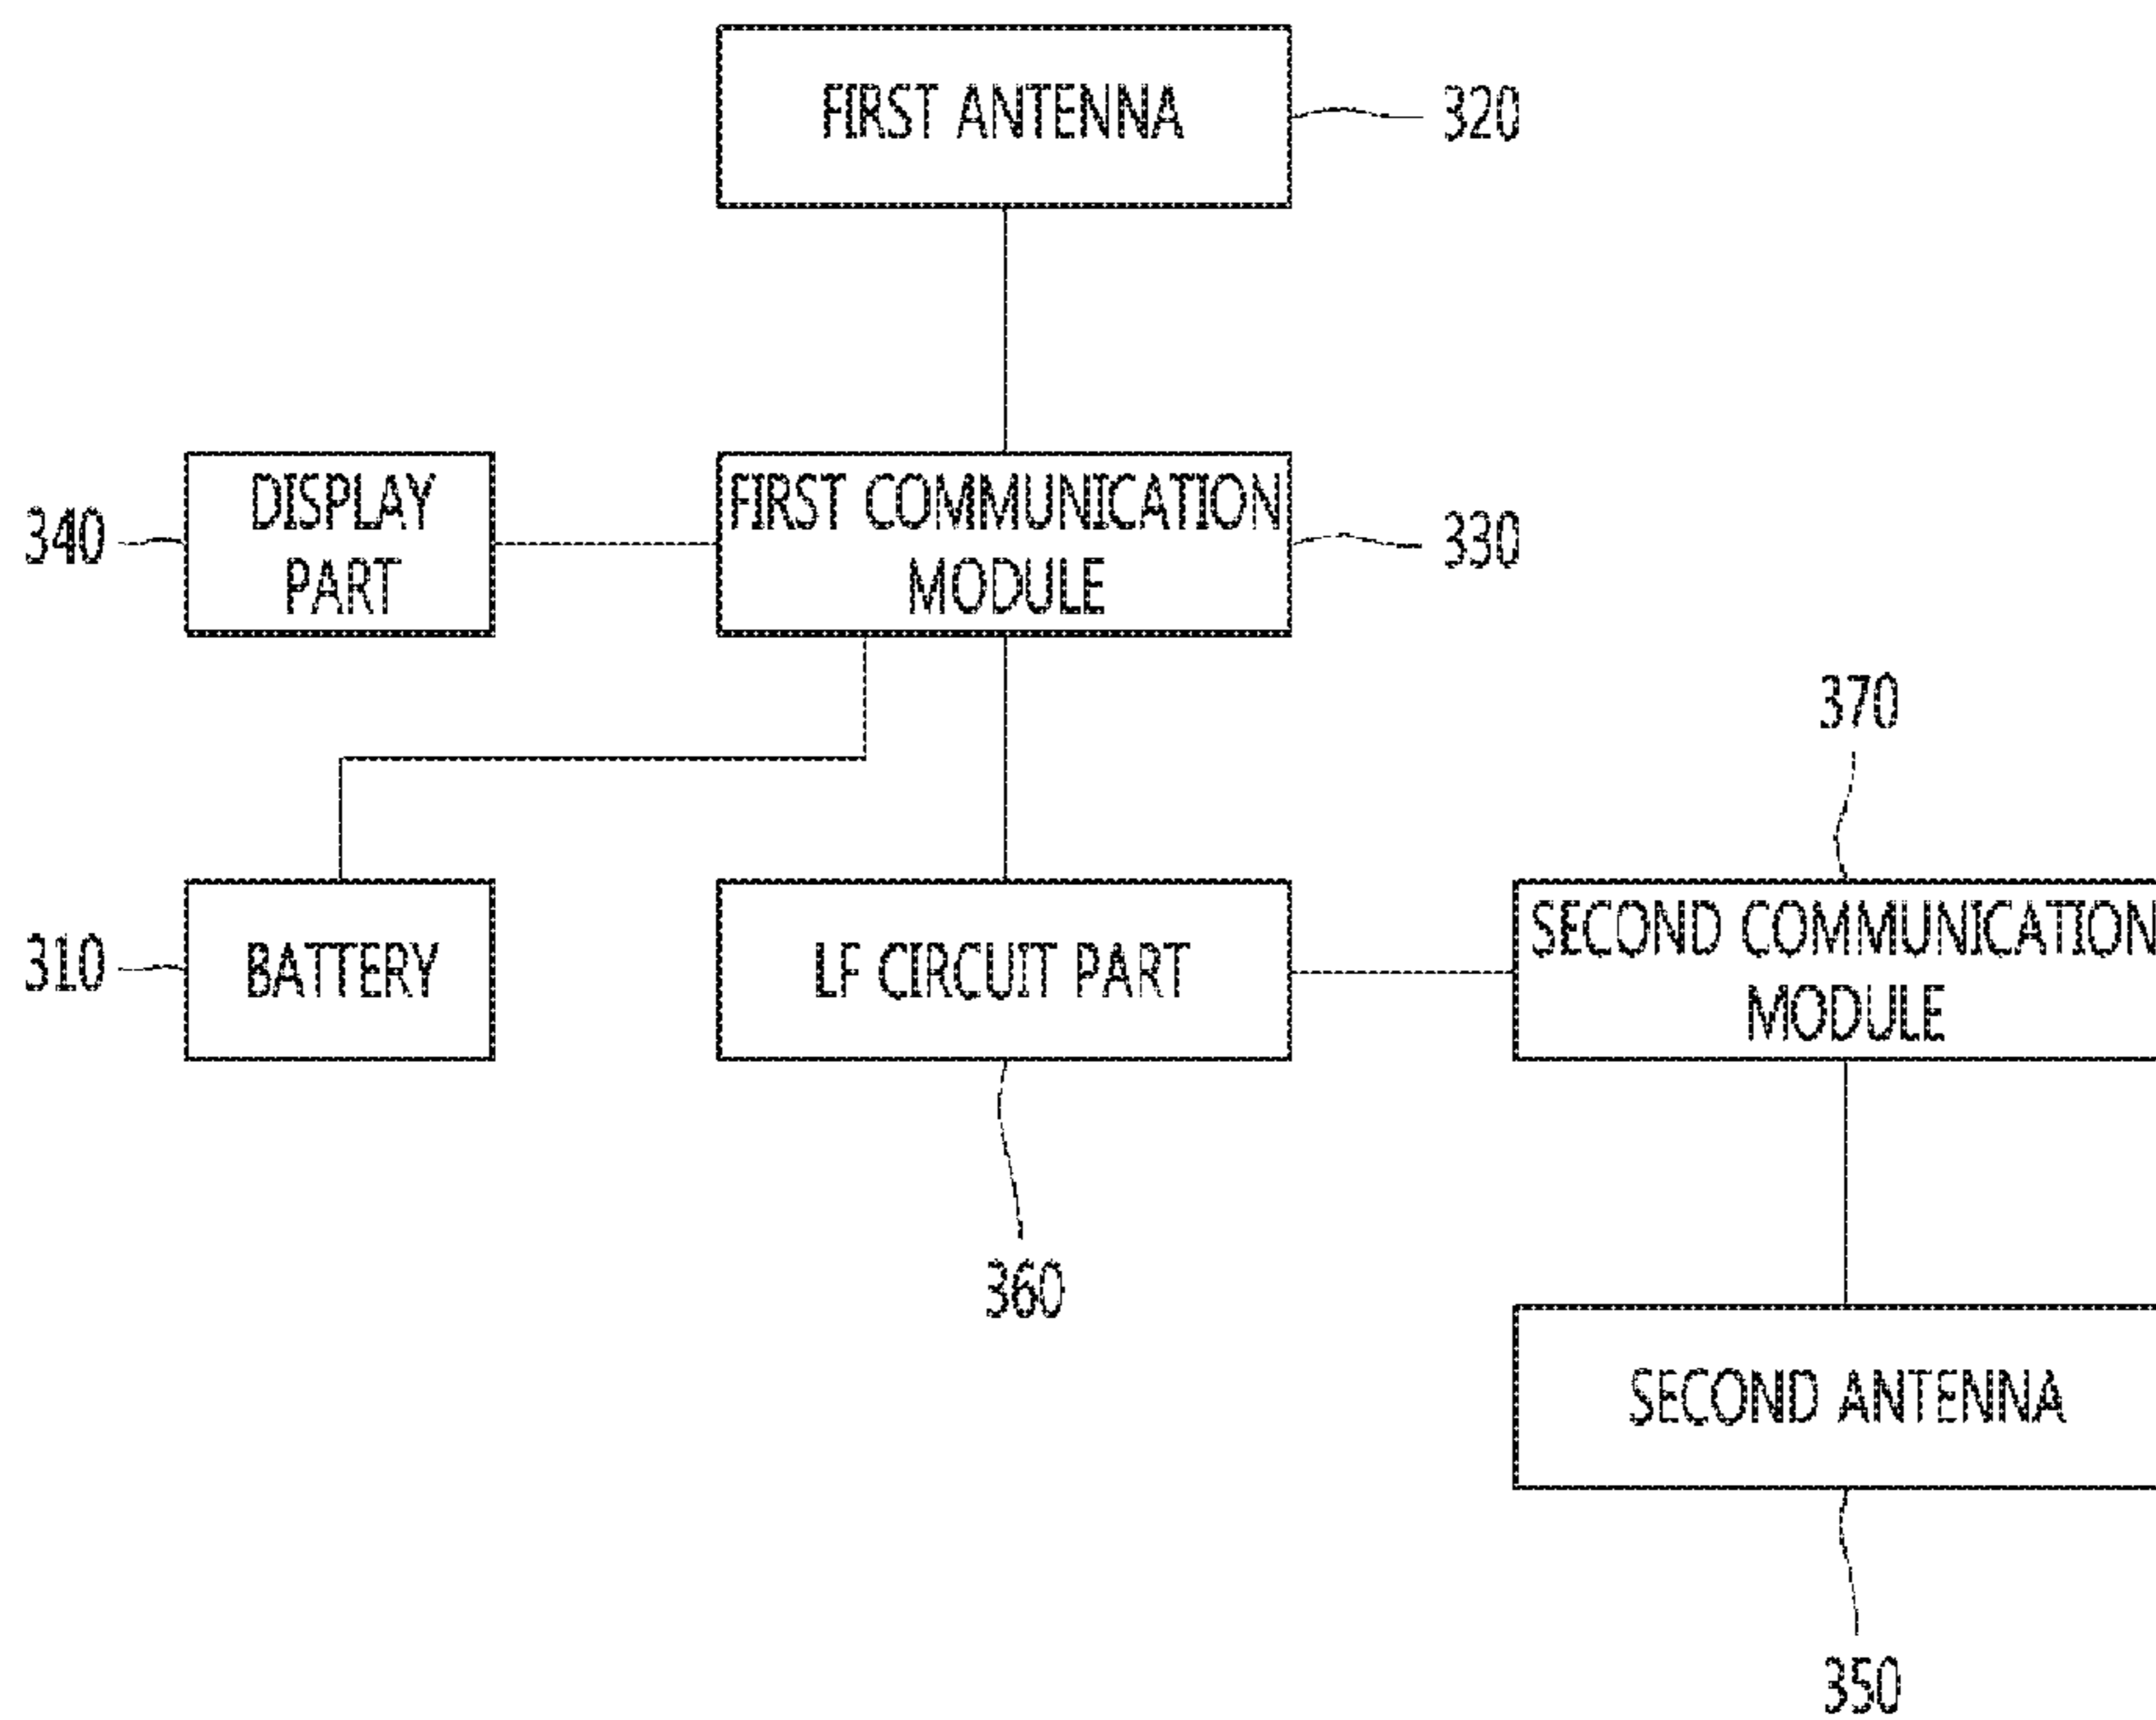 FIRST ANTENNA
320
DISPLAY
PART
340
FIRST COMMUNICATION
MODULE
330
370
310
BATTERY
LF CIRCUIT PART
SECOND COMMUNICATION
MODULE
360
SECOND ANTENNA
350